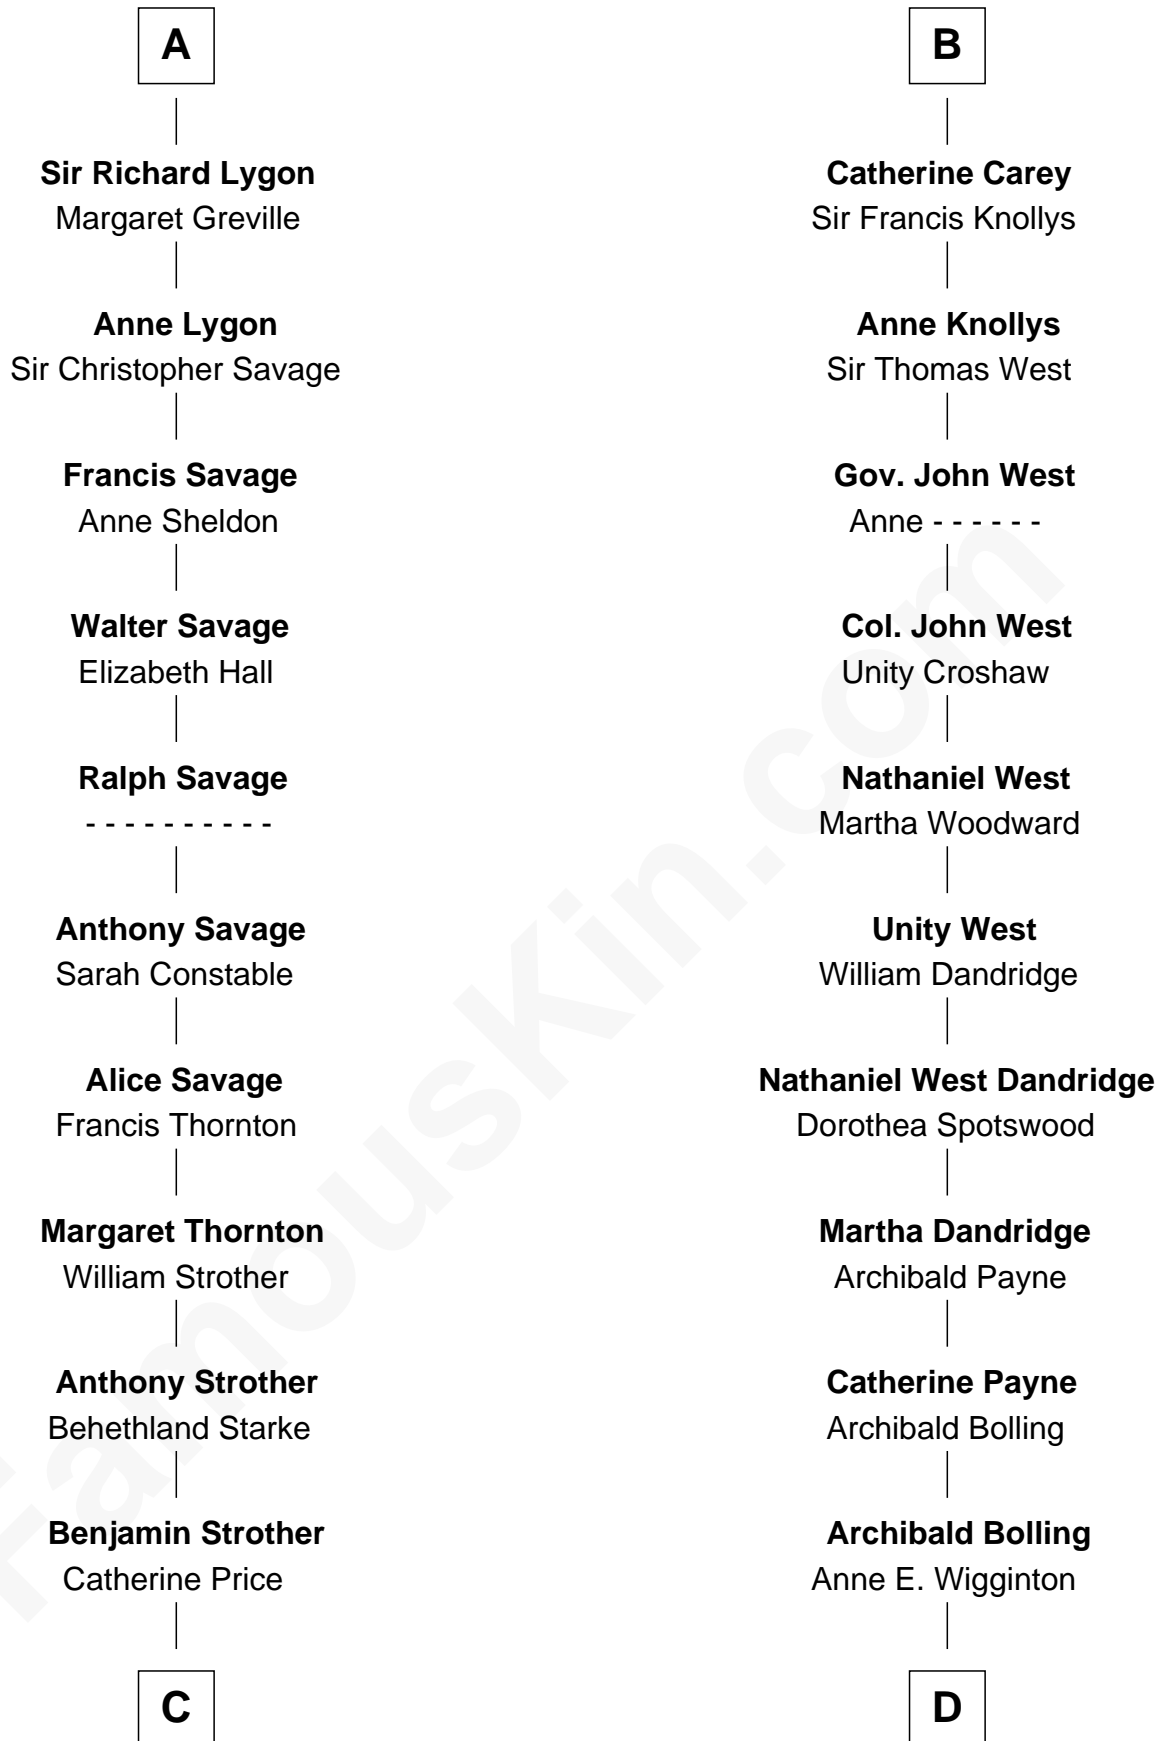 A
Sir Richard Lygon
Margaret Greville
Anne Lygon
Sir Christopher Savage
Francis Savage
Anne Sheldon
Walter Savage
Elizabeth Hall
Ralph Savage
- - - - - - - - - -
Anthony Savage
Sarah Constable
Alice Savage
Francis Thornton
Margaret Thornton
William Strother
Anthony Strother
Behethland Starke
Benjamin Strother
Catherine Price
C
B
Catherine Carey
Sir Francis Knollys
Anne Knollys
Sir Thomas West
Gov. John West
Anne - - - - - -
Col. John West
Unity Croshaw
Nathaniel West
Martha Woodward
Unity West
William Dandridge
Nathaniel West Dandridge
Dorothea Spotswood
Martha Dandridge
Archibald Payne
Catherine Payne
Archibald Bolling
Archibald Bolling
Anne E. Wigginton
D
FamousKin.com